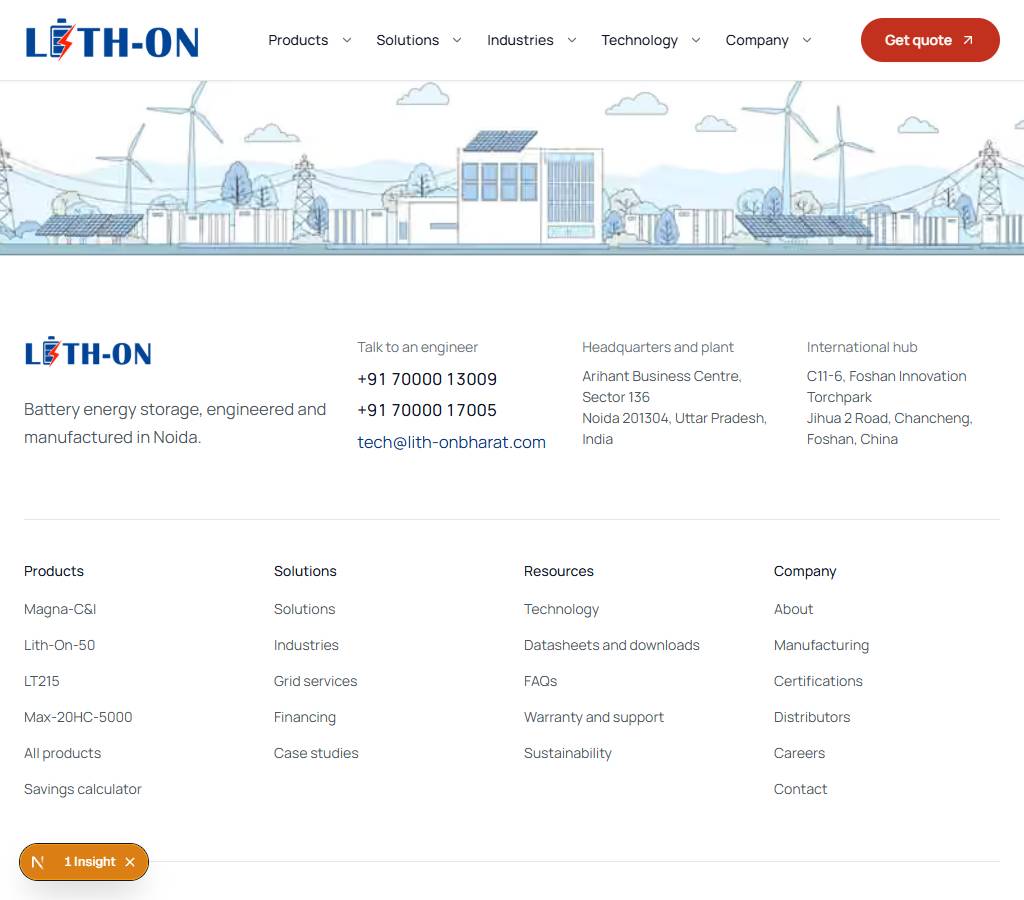 LITH-ON
Products
Solutions
Industries
Technology
Company
Get quote
LITH-ON
Battery energy storage, engineered and
manufactured in Noida.
Talk to an engineer
+91 70000 13009
+91 70000 17005
tech@lith-onbharat.com
Headquarters and plant
Arihant Business Centre,
Sector 136
Noida 201304, Uttar Pradesh,
India
International hub
C11-6, Foshan Innovation
Torchpark
Jihua 2 Road, Chancheng,
Foshan, China
Products
Magna-C&I
Lith-On-50
LT215
Max-20HC-5000
All products
Savings calculator
Solutions
Solutions
Industries
Grid services
Financing
Case studies
Resources
Technology
Datasheets and downloads
FAQs
Warranty and support
Sustainability
Company
About
Manufacturing
Certifications
Distributors
Careers
Contact
N 1 Insight